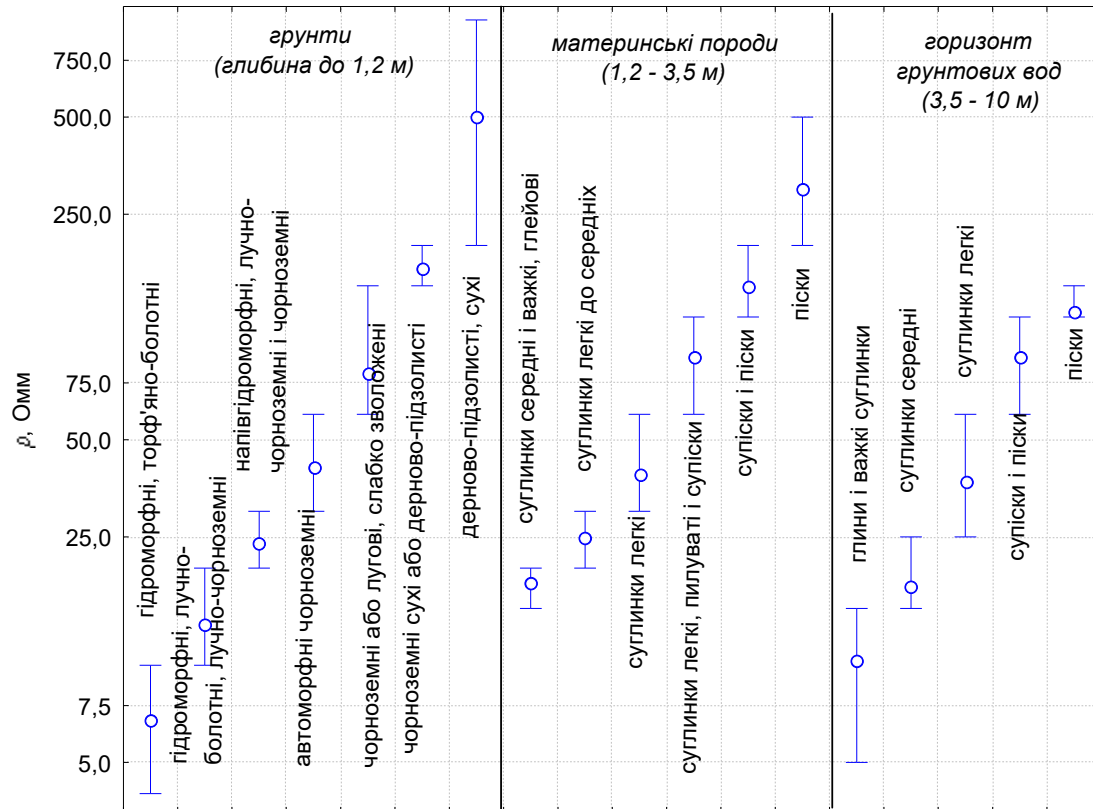 грунти
(глибина до 1,2 м)
материнські породи
(1,2 - 3,5 м)
горизонт
грунтових вод
(3,5 - 10 м)
ρ, Омм
750,0
500,0
250,0
75,0
50,0
25,0
7,5
5,0
гідроморфні, торф'яно-болотні
гідроморфні, лучно-
болотні, лучно-чорноземні
напівгідроморфні, лучно-
чорноземні і чорноземні
автоморфні чорноземні
чорноземні або лугові, слабко зволожені
чорноземні сухі або дерново-підзолисті
дерново-підзолисті, сухі
суглинки середні і важкі, глейові
суглинки легкі до середніх
суглинки легкі
суглинки легкі, пилуваті і супіски
супіски і піски
піски
глини і важкі суглинки
суглинки середні
суглинки легкі
супіски і піски
піски